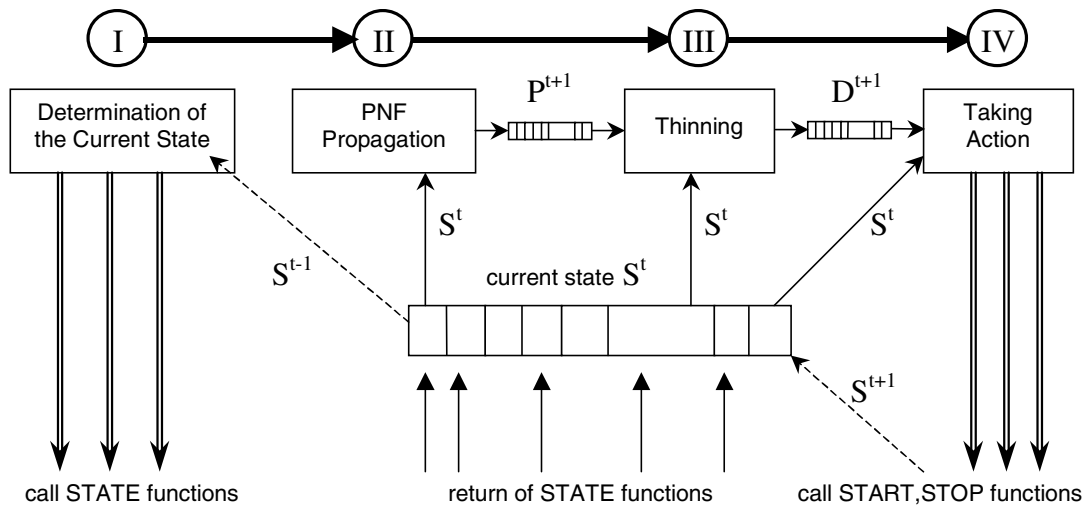 I II III IV
Determination of
the Current State
PNF
Propagation
P^{t+1}
Thinning
D^{t+1}
Taking
Action
S^t
S^t
S^t
S^{t-1}
current state S^t
S^{t+1}
call STATE functions
return of STATE functions
call START,STOP functions